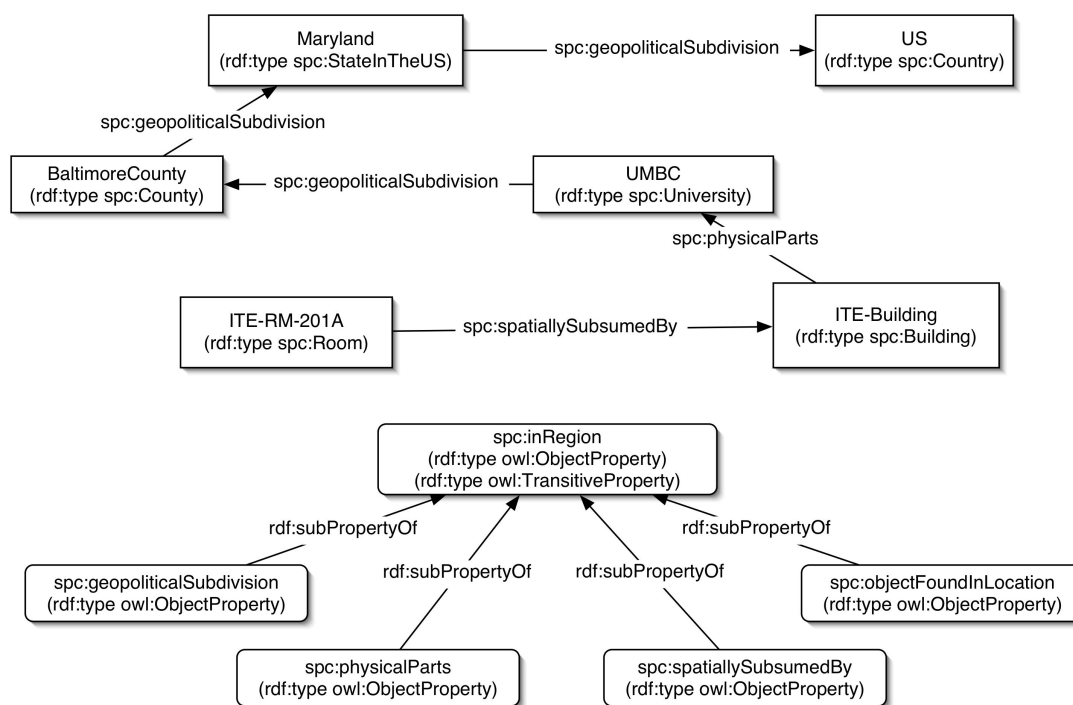 Maryland
(rdf:type spc:StateInTheUS)
spc:geopoliticalSubdivision
US
(rdf:type spc:Country)
spc:geopoliticalSubdivision
BaltimoreCounty
(rdf:type spc:County)
spc:geopoliticalSubdivision
UMBC
(rdf:type spc:University)
spc:physicalParts
ITE-RM-201A
(rdf:type spc:Room)
spc:spatiallySubsumedBy
ITE-Building
(rdf:type spc:Building)
spc:inRegion
(rdf:type owl:ObjectProperty)
(rdf:type owl:TransitiveProperty)
rdf:subPropertyOf
rdf:subPropertyOf
rdf:subPropertyOf
rdf:subPropertyOf
spc:geopoliticalSubdivision
(rdf:type owl:ObjectProperty)
spc:objectFoundInLocation
(rdf:type owl:ObjectProperty)
spc:physicalParts
(rdf:type owl:ObjectProperty)
spc:spatiallySubsumedBy
(rdf:type owl:ObjectProperty)